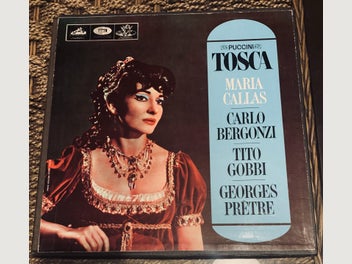 PUCCINI
TOSCA
MARIA
CALLAS
CARLO
BERGONZI
TITO
GOBBI
GEORGES
PRÊTRE